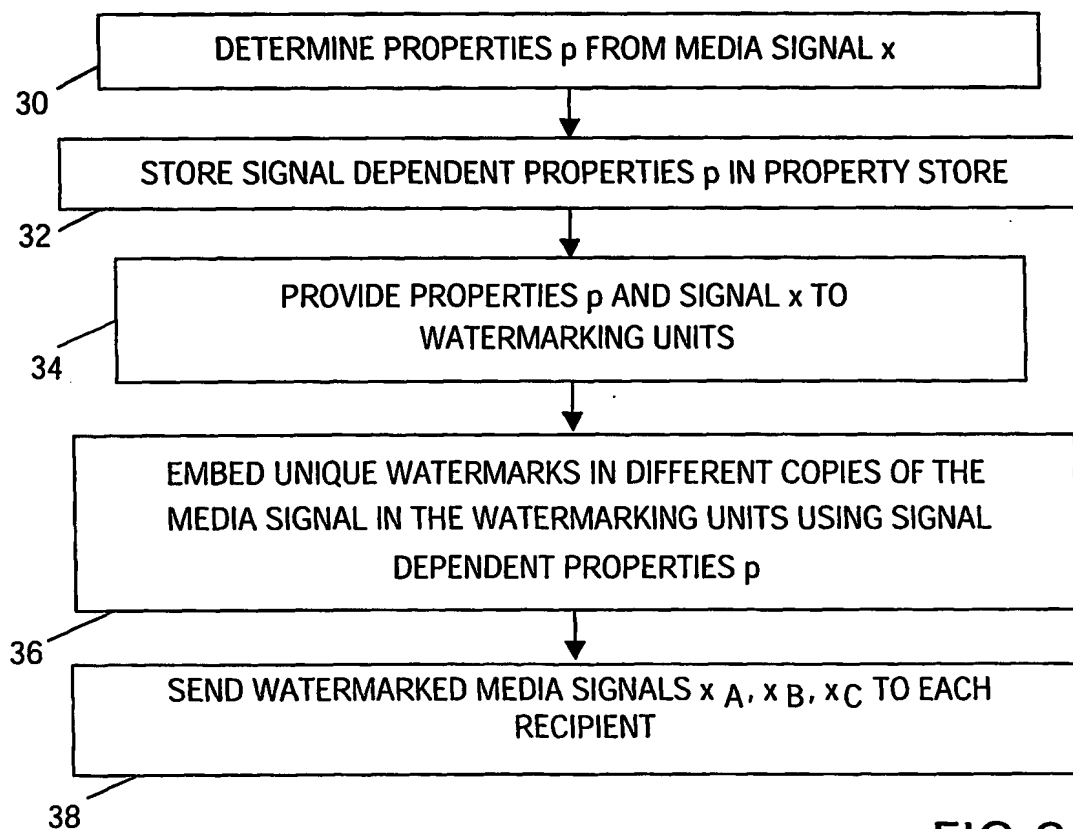 DETERMINE PROPERTIES p FROM MEDIA SIGNAL x
30
STORE SIGNAL DEPENDENT PROPERTIES p IN PROPERTY STORE
32
PROVIDE PROPERTIES p AND SIGNAL x TO
WATERMARKING UNITS
34
EMBED UNIQUE WATERMARKS IN DIFFERENT COPIES OF THE
MEDIA SIGNAL IN THE WATERMARKING UNITS USING SIGNAL
DEPENDENT PROPERTIES p
36
SEND WATERMARKED MEDIA SIGNALS x A, x B, x C TO EACH
RECIPIENT
38